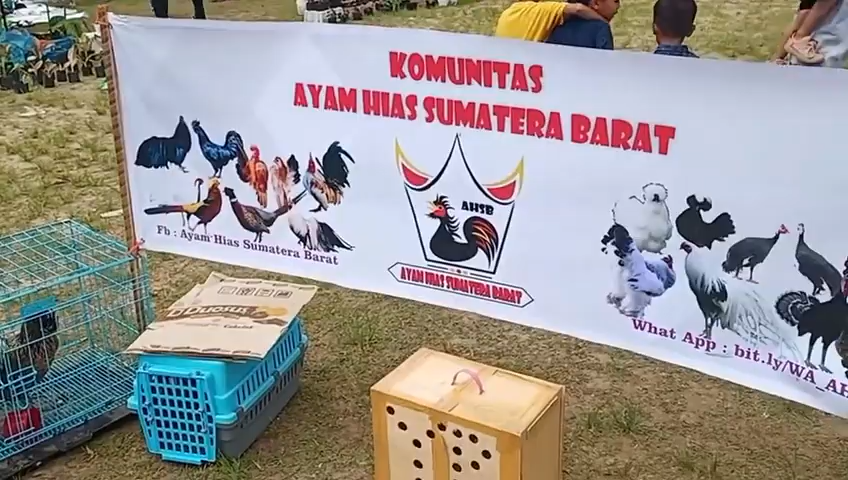 KOMUNITAS
AYAM HIAS SUMATERA BARAT
AHSB
Fb : Ayam Hias Sumatera Barat
AYAM HIAS SUMATERA BARAT
What App : bit.ly/WA_AH
Duosus